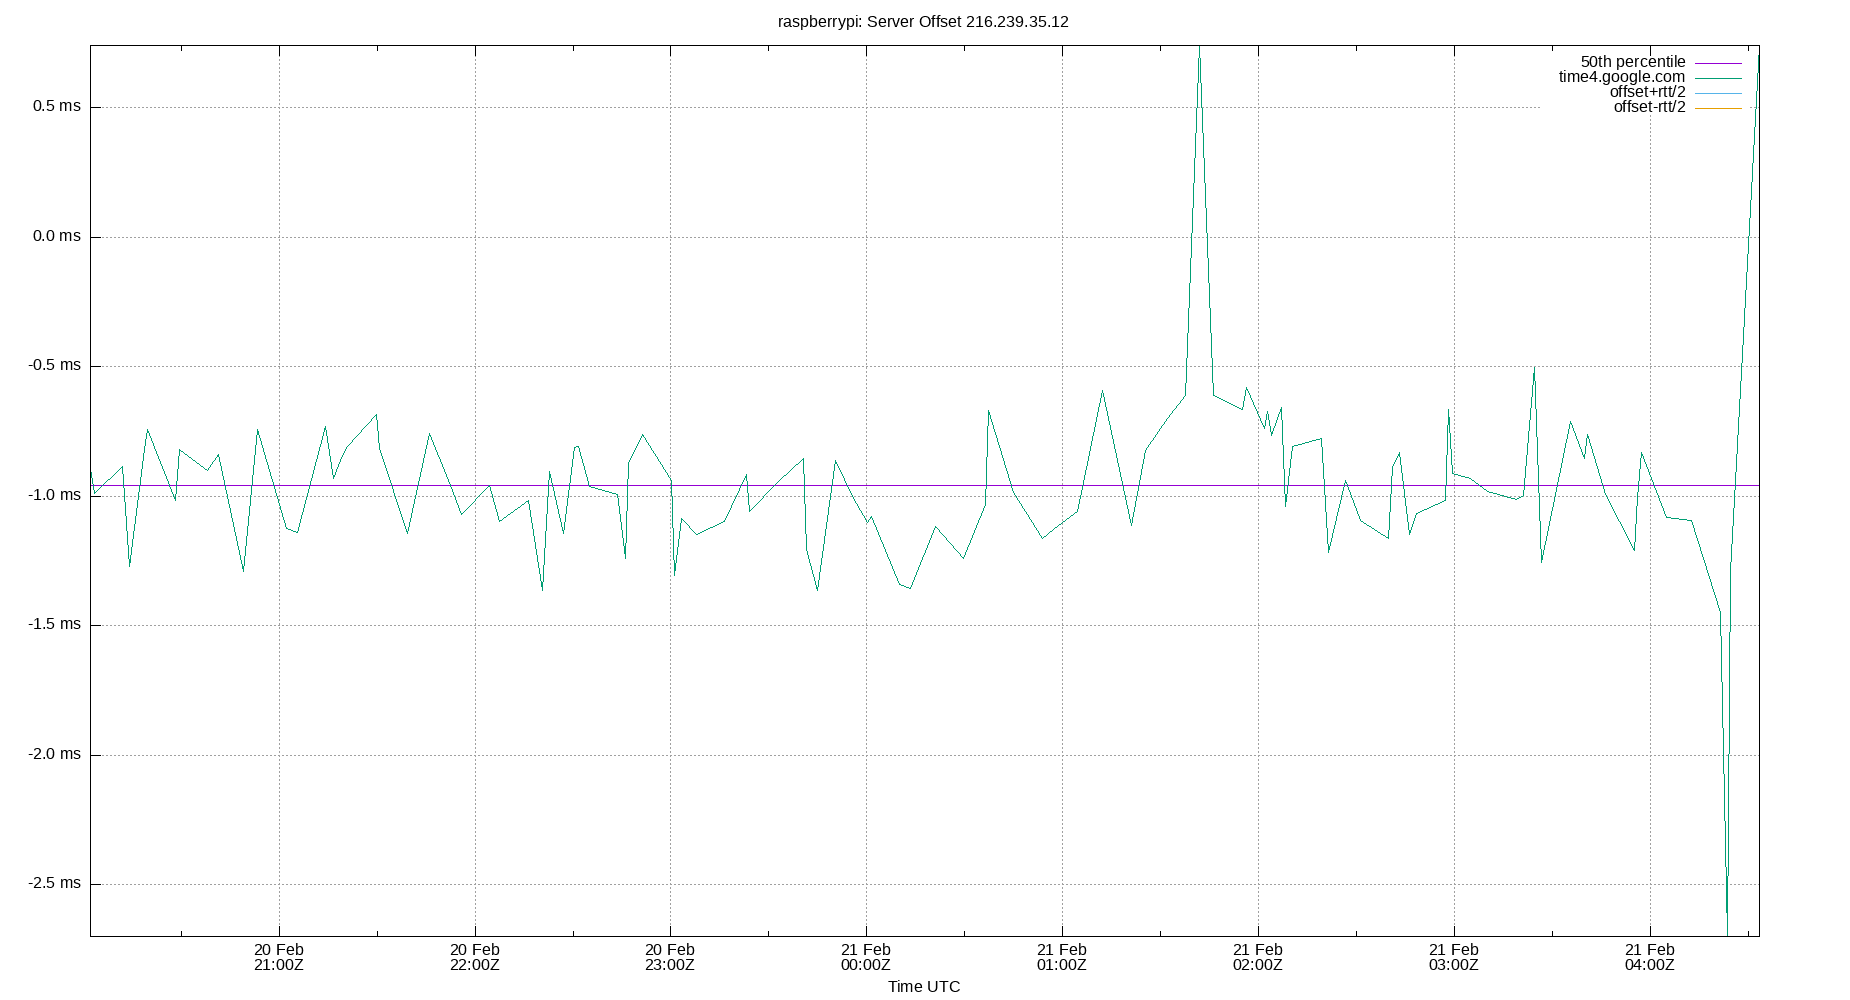 raspberrypi: Server Offset 216.239.35.12
50th percentile
time4.google.com
offset+rtt/2
offset-rtt/2
0.5 ms
0.0 ms
-0.5 ms
-1.0 ms
-1.5 ms
-2.0 ms
-2.5 ms
20 Feb 20 Feb 20 Feb 21 Feb 21 Feb 21 Feb 21 Feb 21 Feb
21:00Z 22:00Z 23:00Z 00:00Z 01:00Z 02:00Z 03:00Z 04:00Z
Time UTC